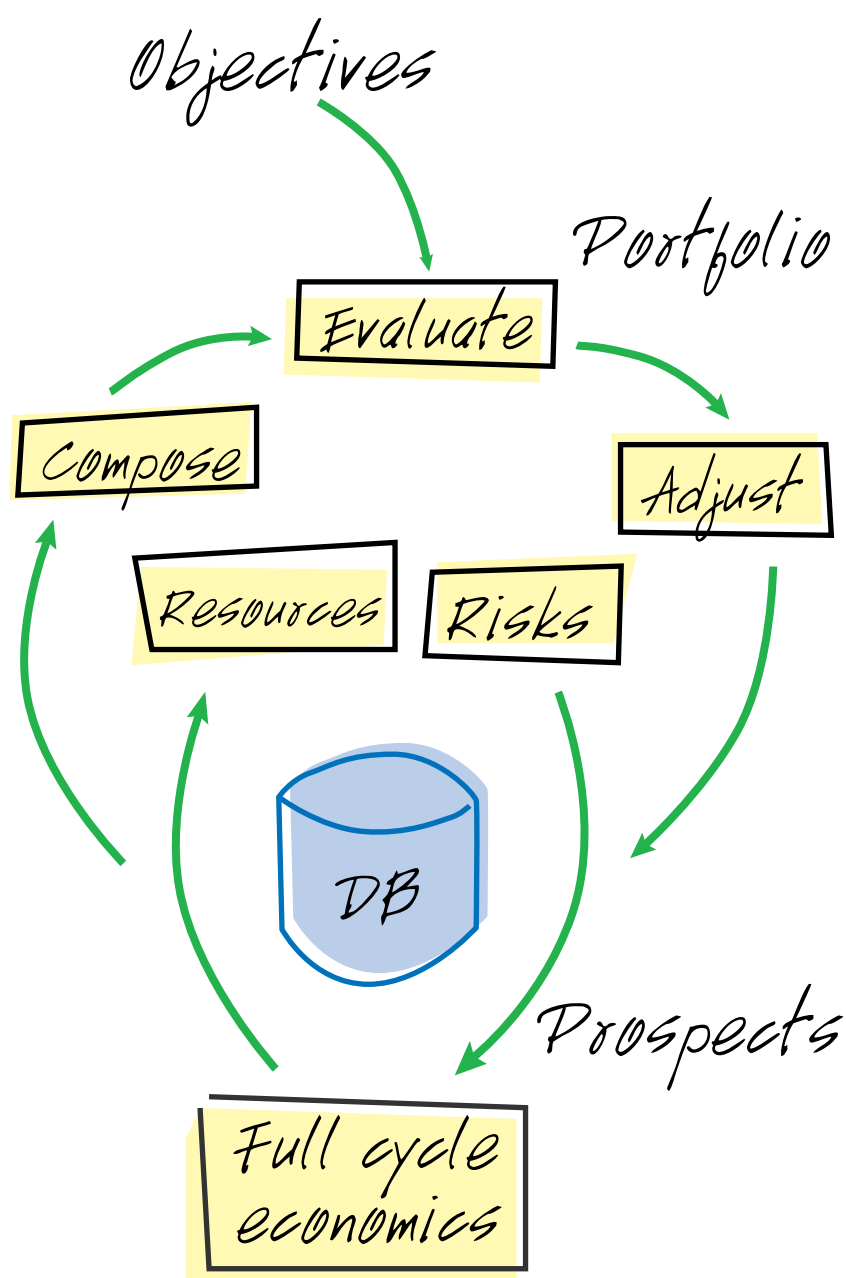 Objectives
Portfolio
Evaluate
Compose
Adjust
Resources
Risks
DB
Prospects
Full cycle
economics